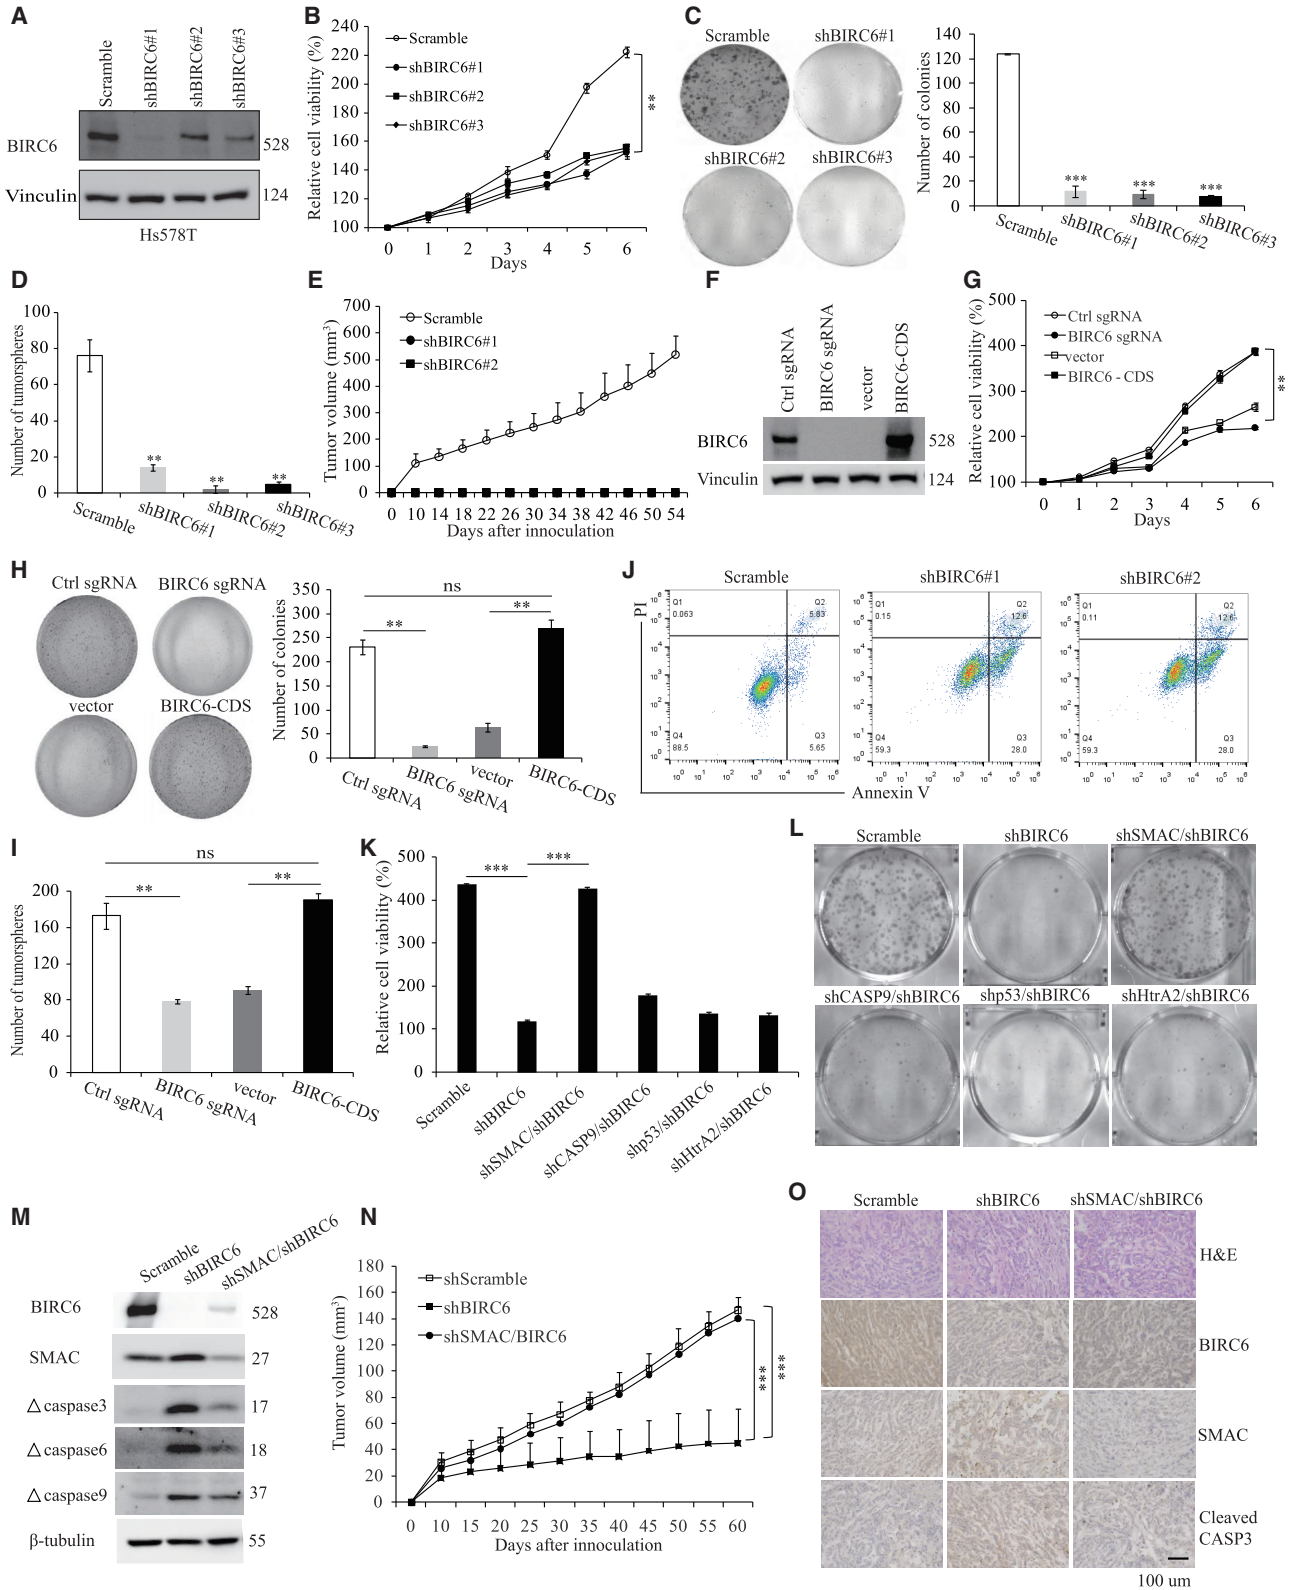 A
Scramble
shBIRC6#1
shBIRC6#2
shBIRC6#3
BIRC6
528
Vinculin
124
Hs578T
B
Relative cell viability (%)
240
220
200
180
160
140
120
100
Scramble
shBIRC6#1
shBIRC6#2
shBIRC6#3
**
0 1 2 3 4 5 6
Days
C
Scramble
shBIRC6#1
shBIRC6#2
shBIRC6#3
Number of colonies
140
120
100
80
60
40
20
0
*** *** ***
Scramble
shBIRC6#1
shBIRC6#2
shBIRC6#3
D
Number of tumorspheres
100
80
60
40
20
0
** ** **
Scramble
shBIRC6#1
shBIRC6#2
shBIRC6#3
E
Tumor volume (mm³)
700
600
500
400
300
200
100
0
Scramble
shBIRC6#1
shBIRC6#2
0 10 14 18 22 26 30 34 38 42 46 50 54
Days after innoculation
F
Ctrl sgRNA
BIRC6 sgRNA
vector
BIRC6-CDS
BIRC6
528
Vinculin
124
G
Relative cell viability (%)
500
400
300
200
100
Ctrl sgRNA
BIRC6 sgRNA
vector
BIRC6 - CDS
**
0 1 2 3 4 5 6
Days
H
Ctrl sgRNA
BIRC6 sgRNA
vector
BIRC6-CDS
Number of colonies
350
300
250
200
150
100
50
0
ns
**
**
Ctrl sgRNA
BIRC6 sgRNA
vector
BIRC6-CDS
J
Scramble
shBIRC6#1
shBIRC6#2
PI
Q1
0.063
Q2
5.83
Q4
88.5
Q3
5.65
Q1
0.15
Q2
12.6
Q4
59.3
Q3
28.0
Q1
0.11
Q2
12.6
Q4
59.3
Q3
28.0
Annexin V
I
Number of tumorspheres
200
160
120
80
40
0
ns
**
**
Ctrl sgRNA
BIRC6 sgRNA
vector
BIRC6-CDS
K
Relative cell viability (%)
500
400
300
200
100
0
***
***
Scramble
shBIRC6
shSMAC/shBIRC6
shCASP9/shBIRC6
shp53/shBIRC6
shHtrA2/shBIRC6
L
Scramble
shBIRC6
shSMAC/shBIRC6
shCASP9/shBIRC6
shp53/shBIRC6
shHtrA2/shBIRC6
M
Scramble
shBIRC6
shSMAC/shBIRC6
BIRC6
528
SMAC
27
△caspase3
17
△caspase6
18
△caspase9
37
β-tubulin
55
N
Tumor volume (mm³)
180
160
140
120
100
80
60
40
20
0
shScramble
shBIRC6
shSMAC/BIRC6
***
***
0 10 15 20 25 30 35 40 45 50 55 60
Days after innoculation
O
Scramble
shBIRC6
shSMAC/shBIRC6
H&E
BIRC6
SMAC
Cleaved
CASP3
100 um